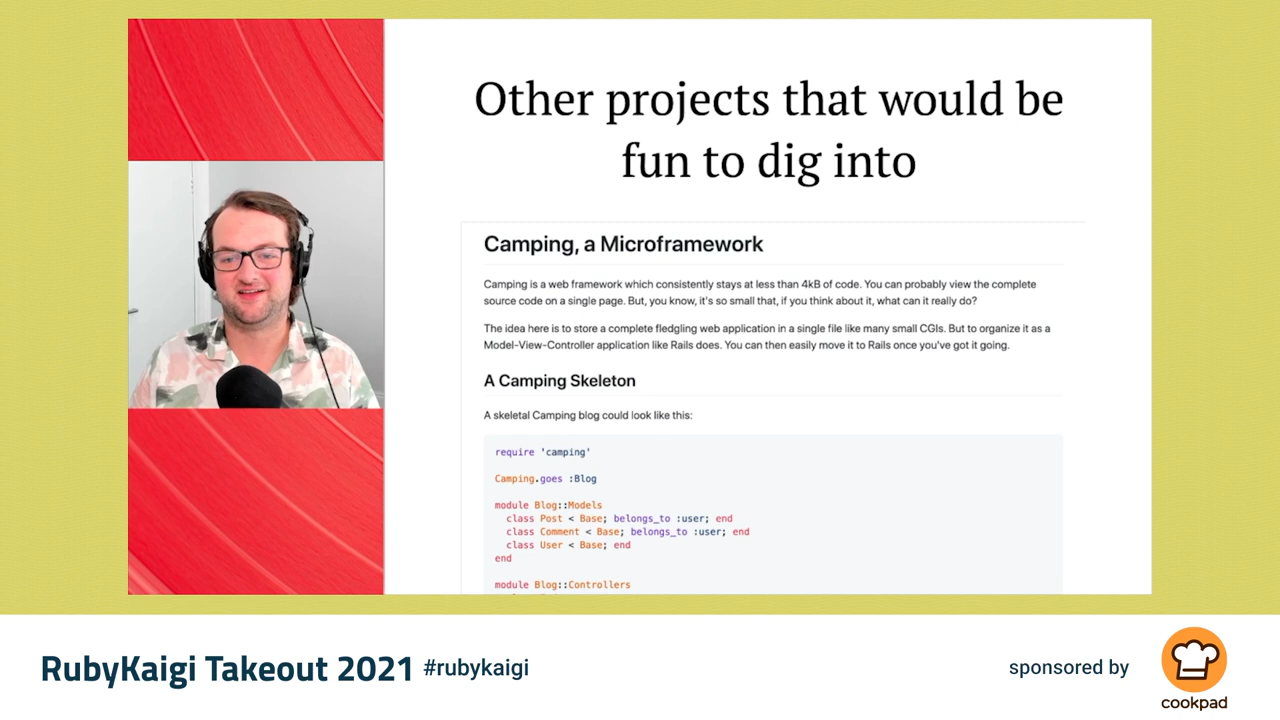 Other projects that would be
fun to dig into
Camping, a Microframework
Camping is a web framework which consistently stays at less than 4kB of code. You can probably view the complete
source code on a single page. But, you know, it's so small that, if you think about it, what can it really do?
The idea here is to store a complete fledgling web application in a single file like many small CGIs. But to organize it as a
Model-View-Controller application like Rails does. You can then easily move it to Rails once you've got it going.
A Camping Skeleton
A skeletal Camping blog could look like this:
require 'camping'
Camping.goes :Blog
module Blog::Models
class Post < Base; belongs_to :user; end
class Comment < Base; belongs_to :user; end
class User < Base; end
end
module Blog::Controllers
RubyKaigi Takeout 2021 #rubykaigi
sponsored by
cookpad